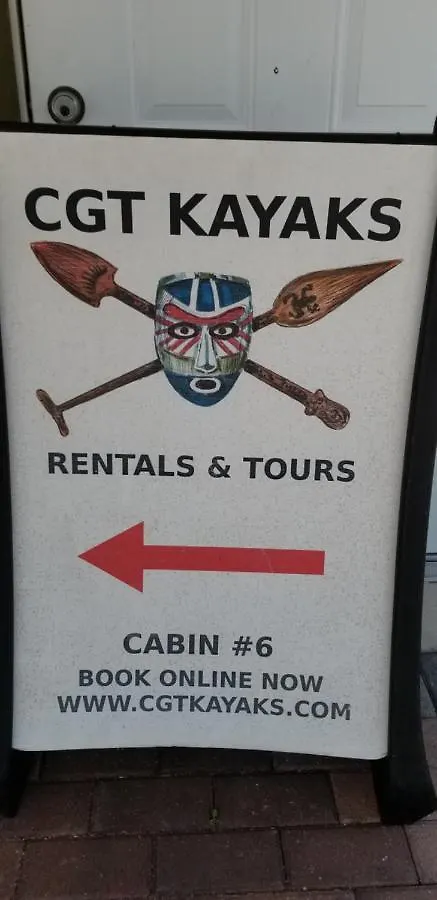 CGT KAYAKS
RENTALS & TOURS
CABIN #6
BOOK ONLINE NOW
WWW.CGTKAYAKS.COM